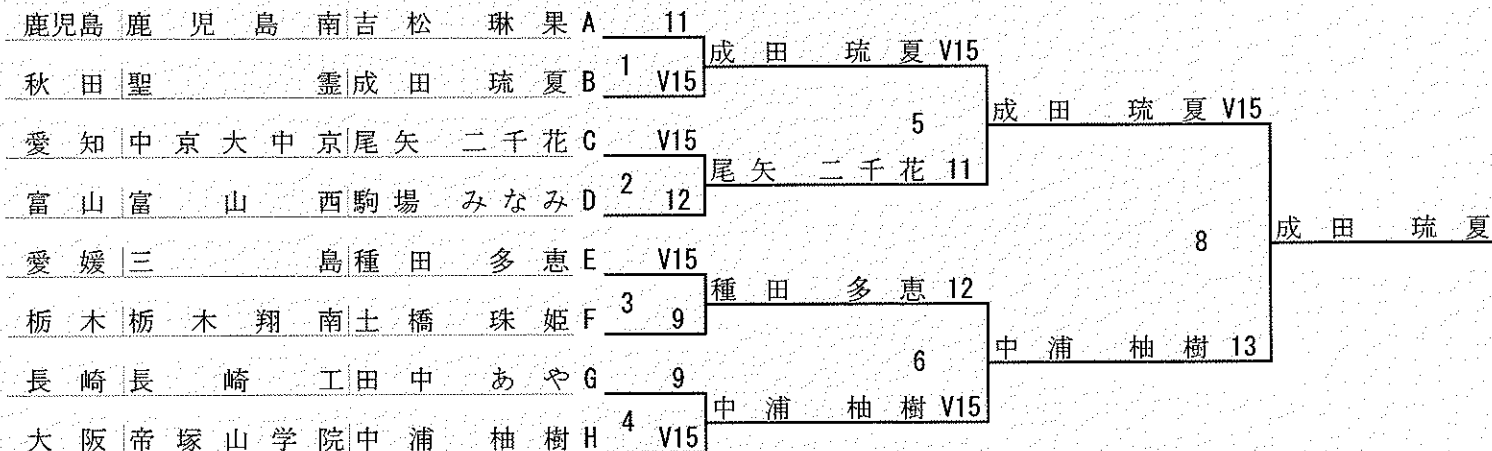 鹿児島 鹿児島南 吉松 琳果 A 11
成田 琉夏 V15
1
秋田 聖霊 成田 琉夏 B V15
成田 琉夏 V15
5
愛知 中京大中京 尾矢 二千花 C V15
尾矢 二千花 11
2
富山 富山西 駒場 みなみ D 12
成田 琉夏
8
愛媛 三島 種田 多恵 E V15
種田 多恵 12
3
栃木 栃木翔南 土橋 珠姫 F 9
中浦 柚樹 13
6
長崎 長崎工 田中 あや G 9
中浦 柚樹 V15
4
大阪 帝塚山学院 中浦 柚樹 H V15